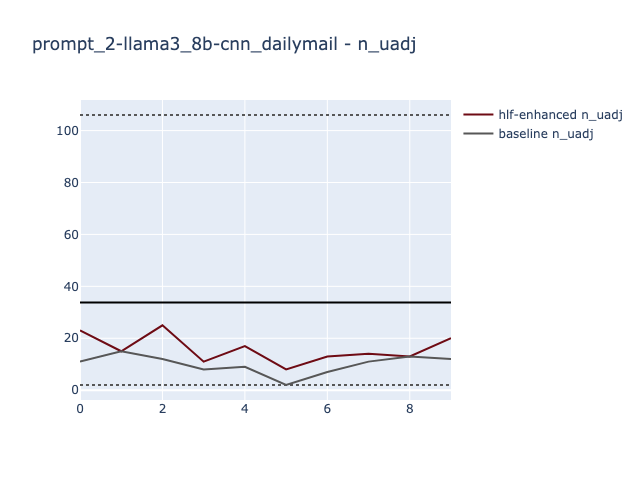 prompt_2-llama3_8b-cnn_dailymail - n_uadj
hlf-enhanced n_uadj
baseline n_uadj
100
80
60
40
20
0
0 2 4 6 8